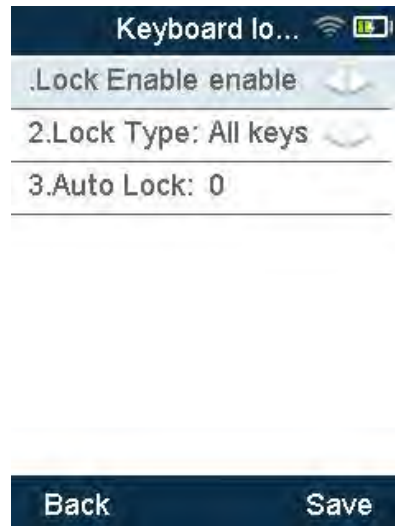 Keyboard lo...
.Lock Enable enable
2.Lock Type: All keys
3.Auto Lock: 0
Back Save